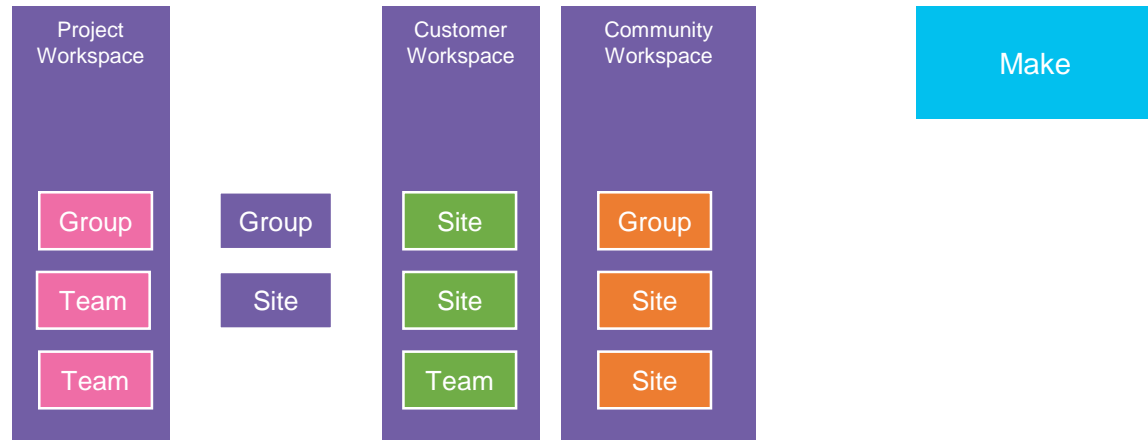 Project
Workspace
Customer
Workspace
Community
Workspace
Make
Group
Group
Site
Group
Team
Site
Site
Site
Team
Team
Site